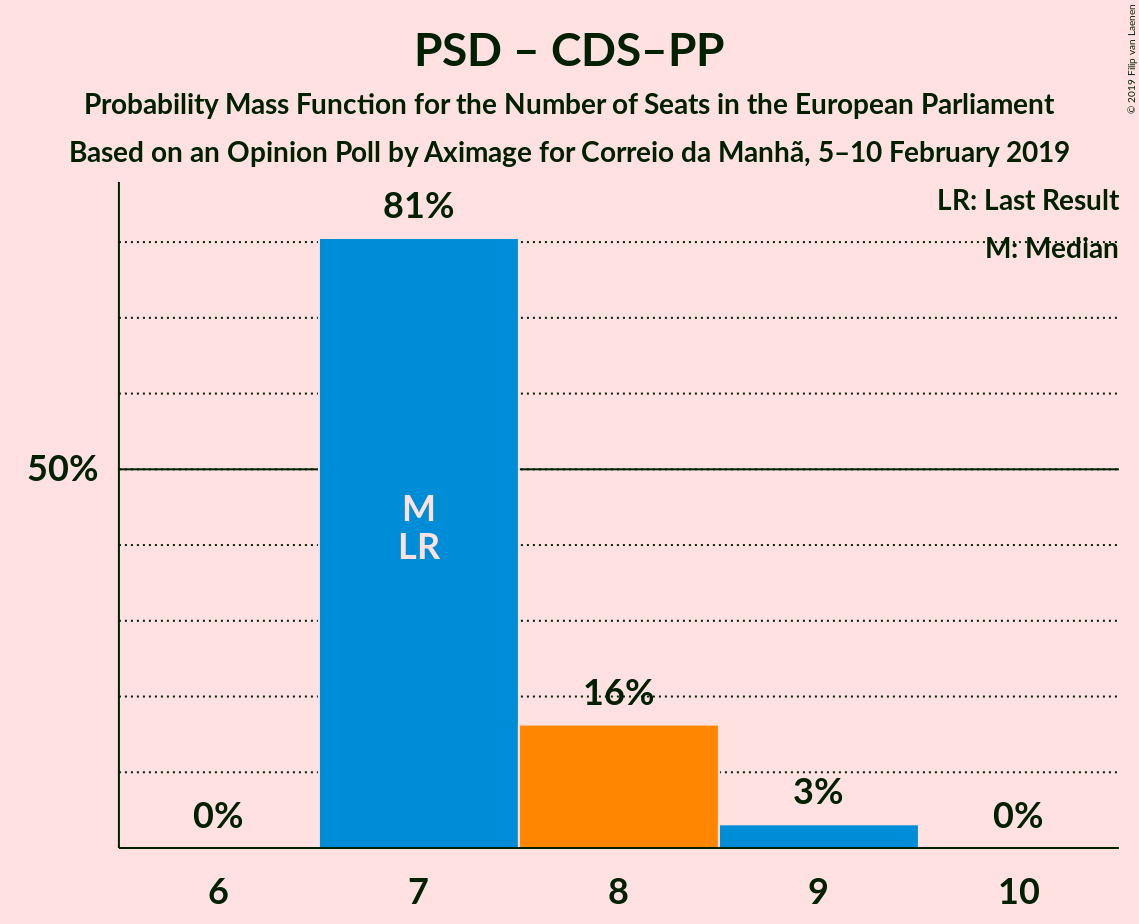 PSD – CDS–PP
Probability Mass Function for the Number of Seats in the European Parliament
Based on an Opinion Poll by Aximage for Correio da Manhã, 5–10 February 2019
© 2019 Filip van Laenen
LR: Last Result
M: Median
81%
50%
M
LR
16%
3%
0%
0%
6
7
8
9
10